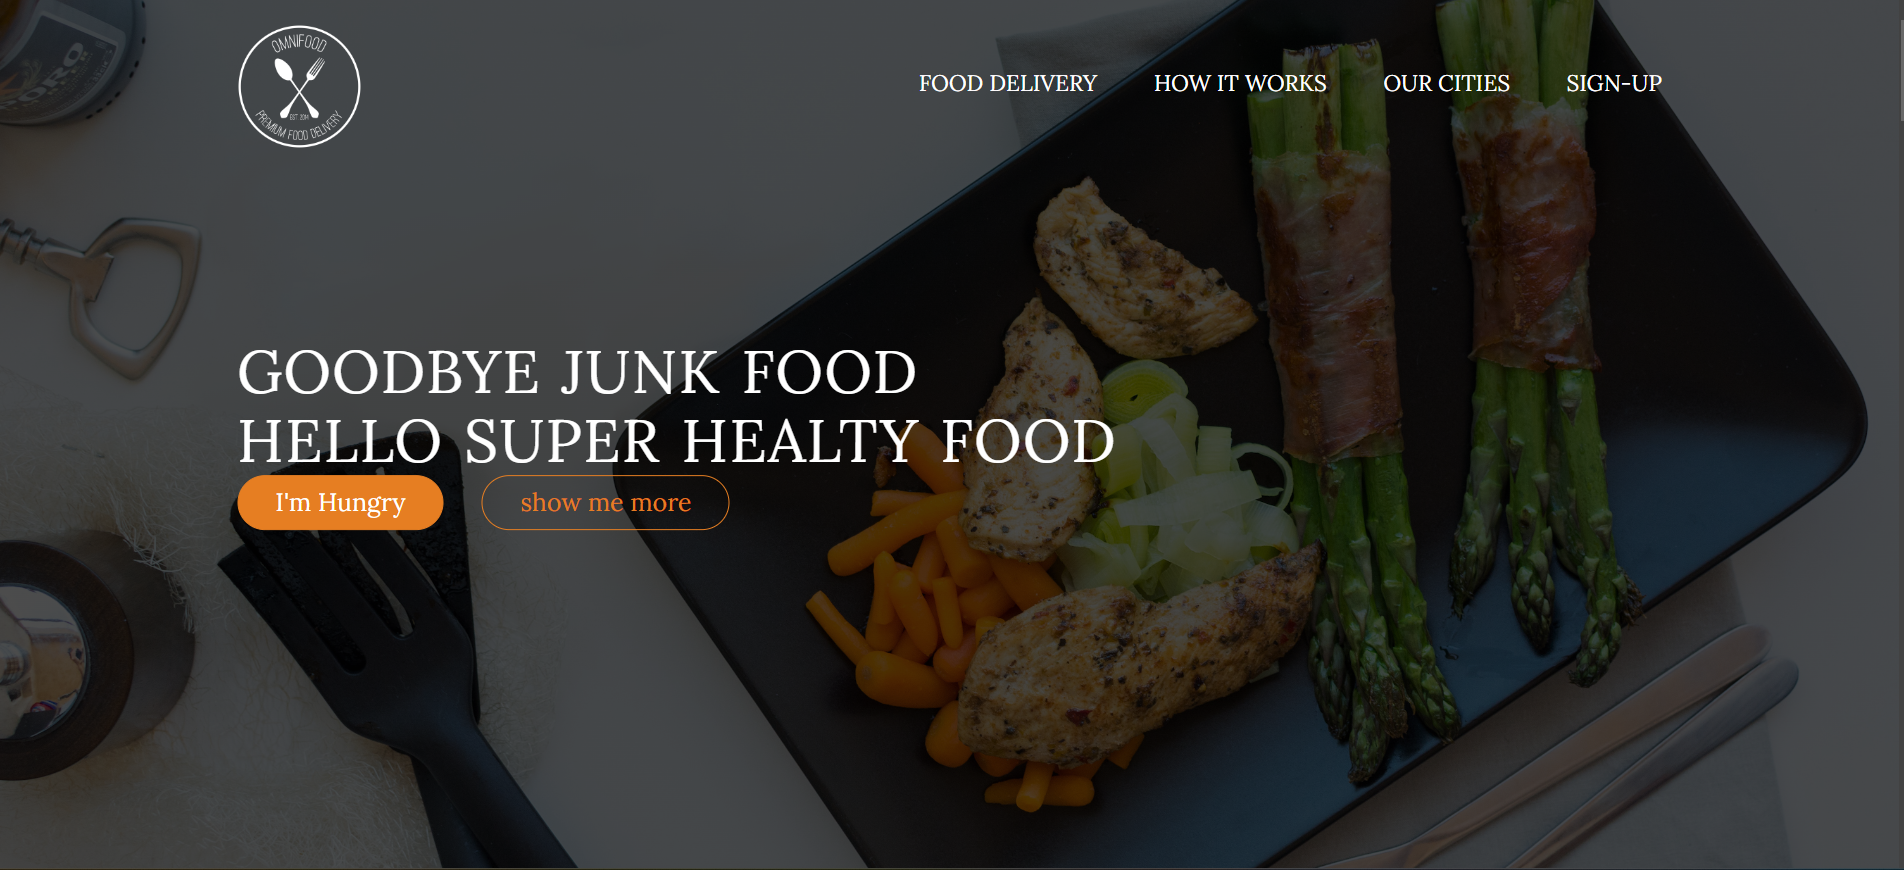 OMNIFOOD
EST. 2014
PREMIUM FOOD DELIVERY
FOOD DELIVERY
HOW IT WORKS
OUR CITIES
SIGN-UP
GOODBYE JUNK FOOD
HELLO SUPER HEALTY FOOD
I'm Hungry
show me more